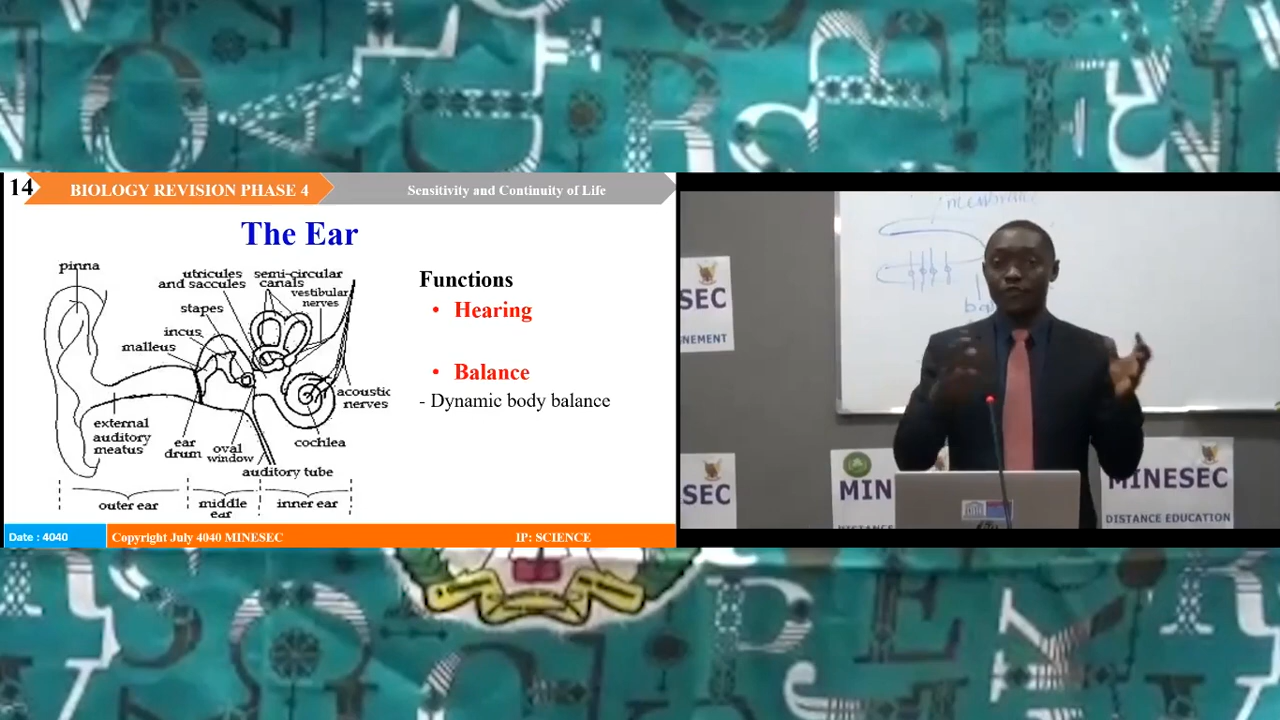 14
BIOLOGY REVISION PHASE 4
Sensitivity and Continuity of Life
The Ear
pinna
utricules
and saccules
semi-circular
canals
vestibular
nerves
stapes
incus
malleus
acoustic
nerves
external
auditory
meatus
ear
drum
oval
window
cochlea
auditory tube
outer ear
middle
ear
inner ear
Functions
• Hearing
• Balance
- Dynamic body balance
Date : 4040
Copyright July 4040 MINESEC
IP: SCIENCE
membrane
SEC
NEMENT
SEC
MIN
MINESEC
DISTANCE EDUCATION